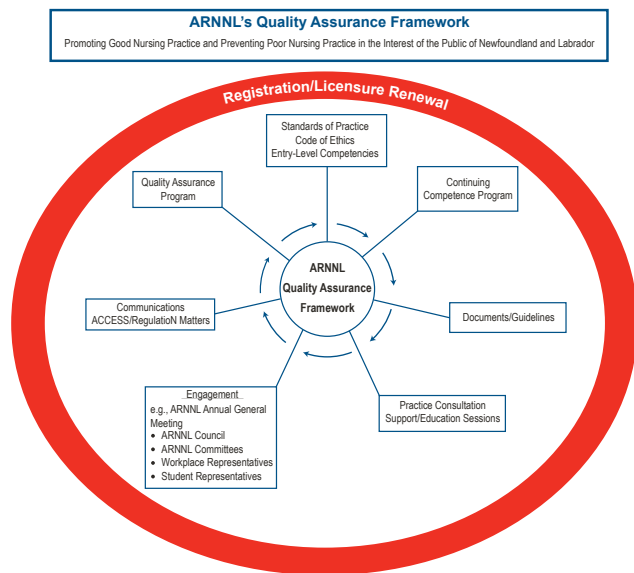 ARNNL's Quality Assurance Framework
Promoting Good Nursing Practice and Preventing Poor Nursing Practice in the Interest of the Public of Newfoundland and Labrador
Registration/Licensure Renewal
Standards of Practice
Code of Ethics
Entry-Level Competencies
Quality Assurance
Program
Continuing
Competence Program
ARNNL
Quality Assurance
Framework
Communications
ACCESS/RegulatioN Matters
Documents/Guidelines
Engagement
e.g., ARNNL Annual General
Meeting
• ARNNL Council
• ARNNL Committees
• Workplace Representatives
• Student Representatives
Practice Consultation
Support/Education Sessions